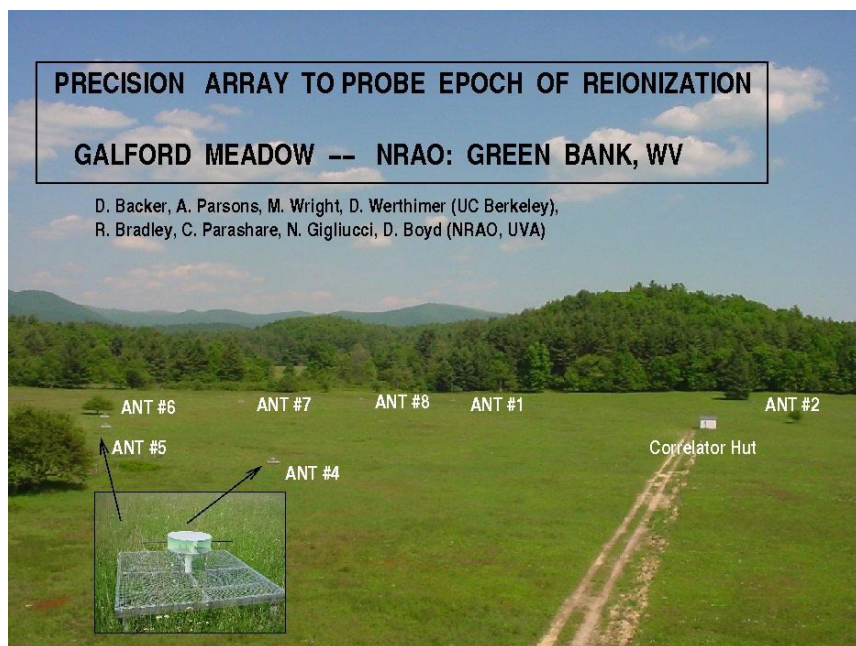 PRECISION ARRAY TO PROBE EPOCH OF REIONIZATION
GALFORD MEADOW -- NRAO: GREEN BANK, WV
D. Backer, A. Parsons, M. Wright, D. Werthimer (UC Berkeley),
R. Bradley, C. Parashare, N. Gigliucci, D. Boyd (NRAO, UVA)
ANT #6
ANT #7
ANT #8
ANT #1
ANT #2
ANT #5
Correlator Hut
ANT #4